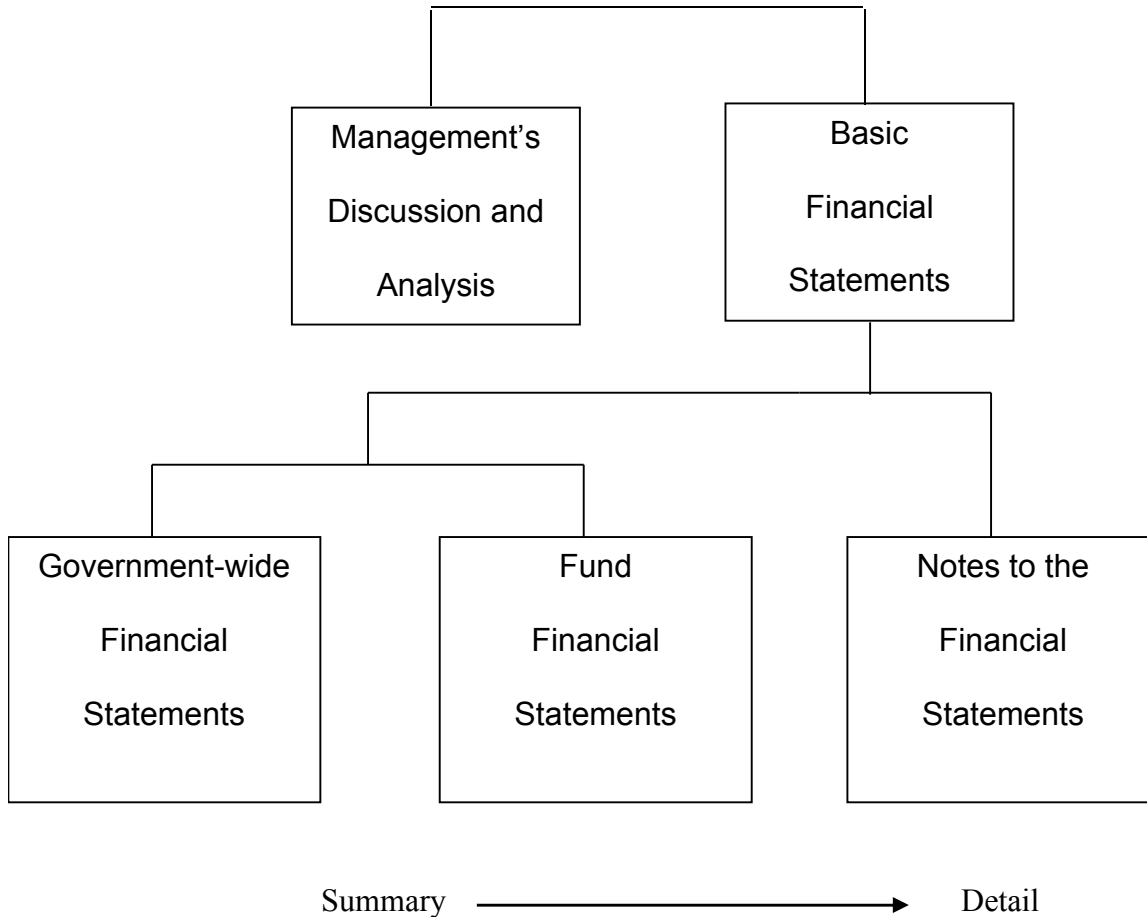 Management’s
Discussion and
Analysis
Basic
Financial
Statements
Government-wide
Financial
Statements
Fund
Financial
Statements
Notes to the
Financial
Statements
Summary
Detail